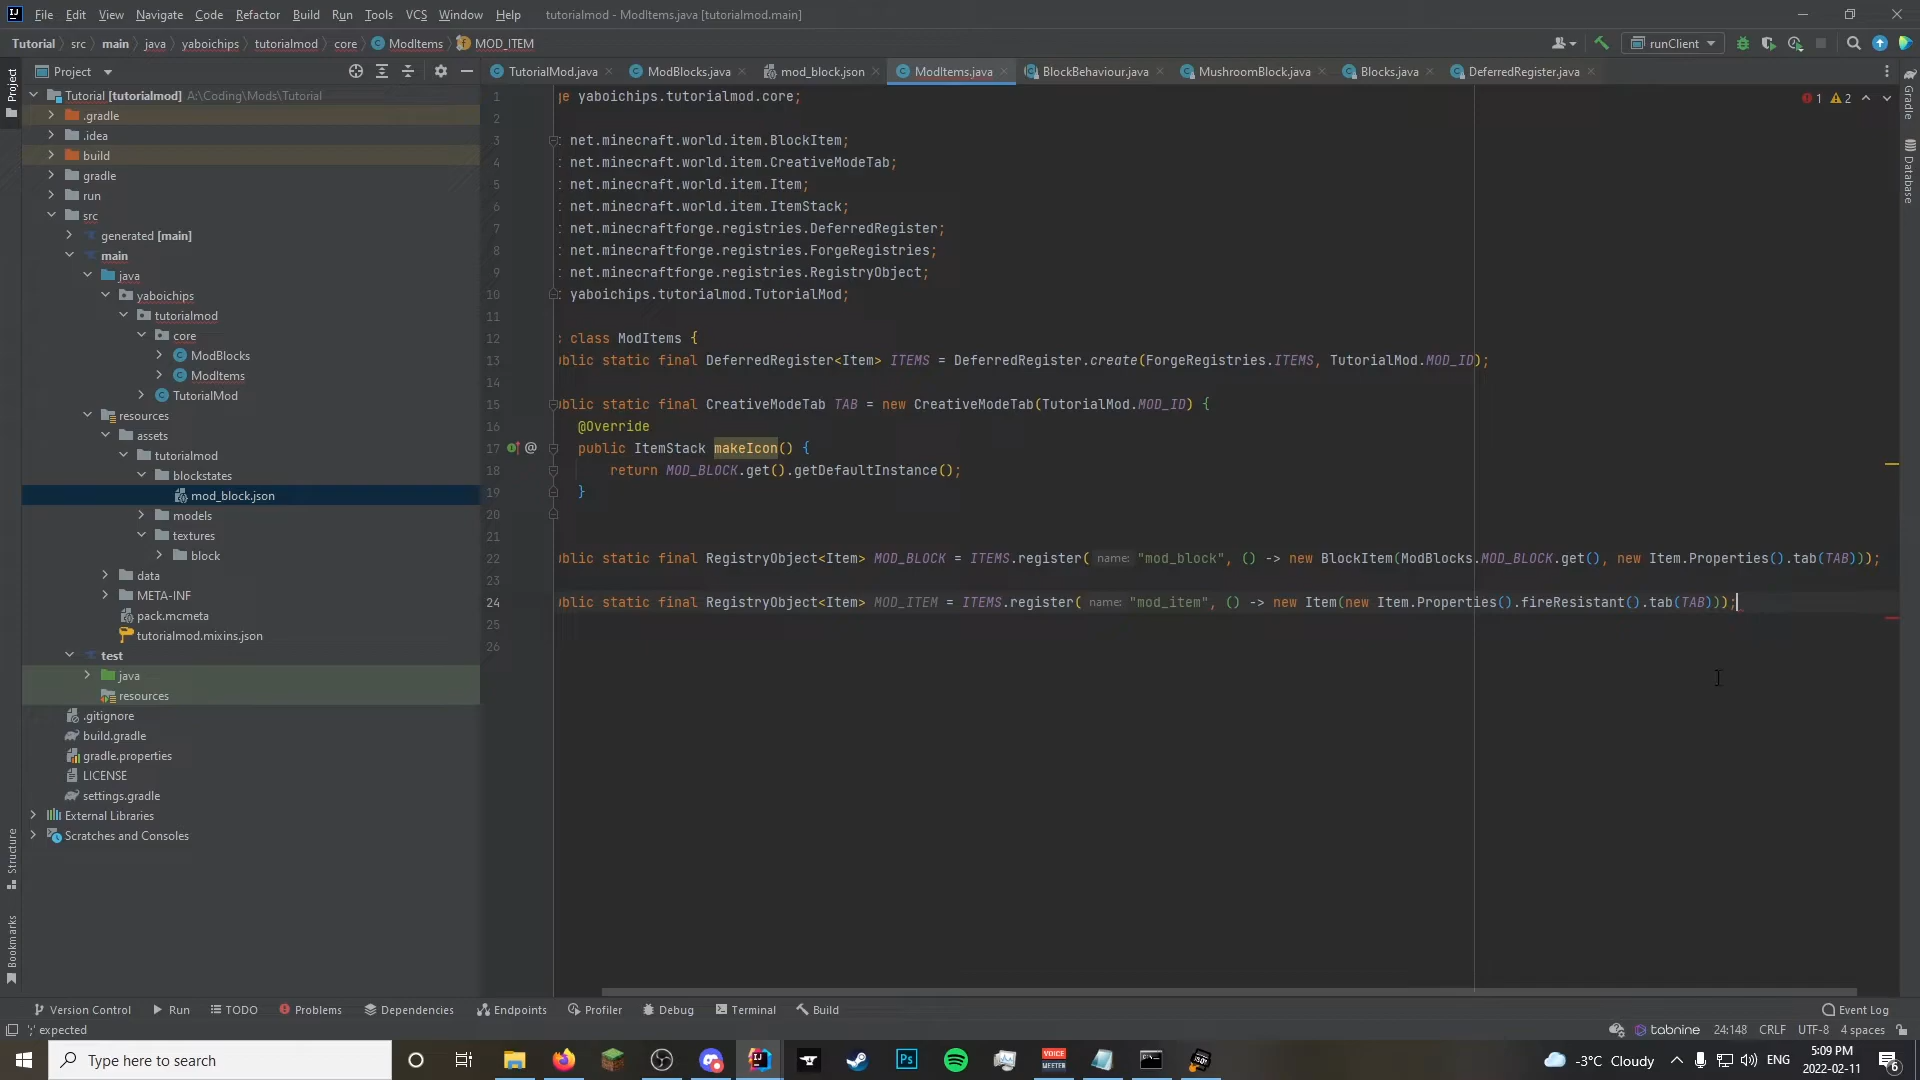 File Edit View Navigate Code Refactor Build Run Tools VCS Window Help tutorialmod - ModItems.java [tutorialmod.main]
Tutorial src main java yaboichips tutorialmod core ModItems MOD_ITEM runClient
Project TutorialMod.java ModBlocks.java mod_block.json ModItems.java BlockBehaviour.java MushroomBlock.java Blocks.java DeferredRegister.java
Project
Structure
Bookmarks
Gradle
Database
Tutorial [tutorialmod] A:\Coding\Mods\Tutorial
.gradle
.idea
build
gradle
run
src
generated [main]
main
java
yaboichips
tutorialmod
core
ModBlocks
ModItems
TutorialMod
resources
assets
tutorialmod
blockstates
mod_block.json
models
textures
block
data
META-INF
pack.mcmeta
tutorialmod.mixins.json
test
java
resources
.gitignore
build.gradle
gradle.properties
LICENSE
settings.gradle
External Libraries
Scratches and Consoles
1 2
1 ge yaboichips.tutorialmod.core;
2
3 net.minecraft.world.item.BlockItem;
4 net.minecraft.world.item.CreativeModeTab;
5 net.minecraft.world.item.Item;
6 net.minecraft.world.item.ItemStack;
7 net.minecraftforge.registries.DeferredRegister;
8 net.minecraftforge.registries.ForgeRegistries;
9 net.minecraftforge.registries.RegistryObject;
10 yaboichips.tutorialmod.TutorialMod;
11
12 class ModItems {
13 ublic static final DeferredRegister<Item> ITEMS = DeferredRegister.create(ForgeRegistries.ITEMS, TutorialMod.MOD_ID);
14
15 ublic static final CreativeModeTab TAB = new CreativeModeTab(TutorialMod.MOD_ID) {
16 @Override
17 @ public ItemStack makeIcon() {
18 return MOD_BLOCK.get().getDefaultInstance();
19 }
20
21
22 ublic static final RegistryObject<Item> MOD_BLOCK = ITEMS.register( name: "mod_block", () -> new BlockItem(ModBlocks.MOD_BLOCK.get(), new Item.Properties().tab(TAB)));
23
24 ublic static final RegistryObject<Item> MOD_ITEM = ITEMS.register( name: "mod_item", () -> new Item(new Item.Properties().fireResistant().tab(TAB)));
25
26
Version Control Run TODO Problems Dependencies Endpoints Profiler Debug Terminal Build Event Log
';' expected tabnine 24:148 CRLF UTF-8 4 spaces
Type here to search -3°C Cloudy ENG 5:09 PM
2022-02-11
6